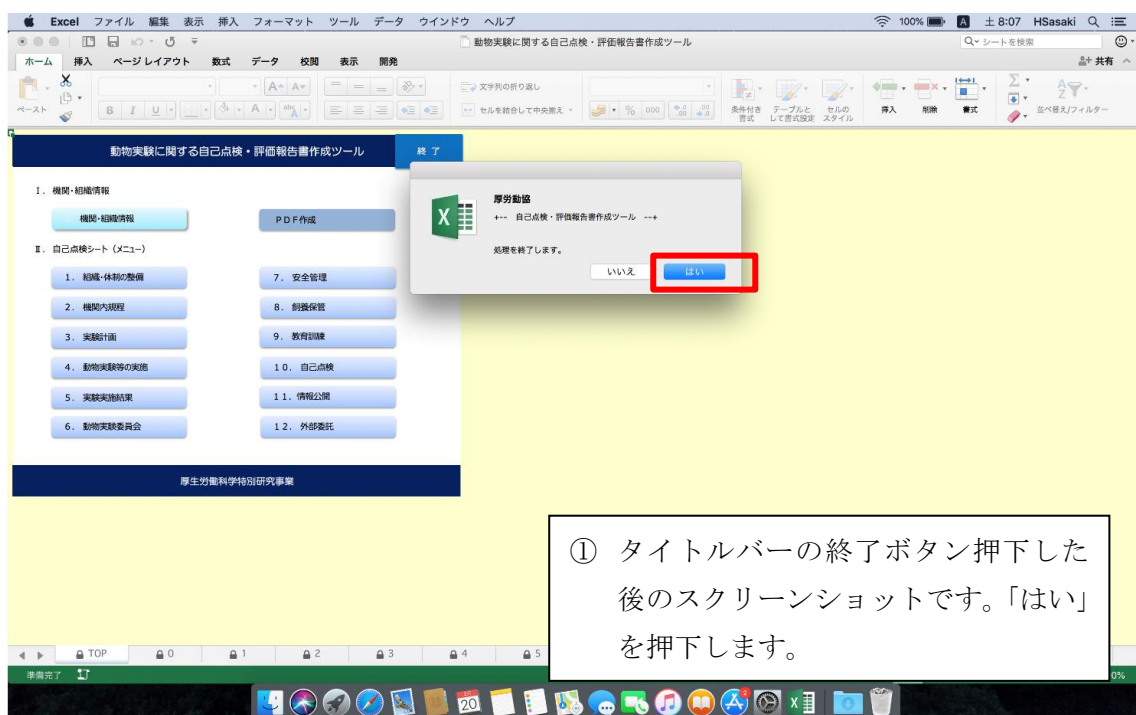 Excel ファイル 編集 表示 挿入 フォーマット ツール データ ウインドウ ヘルプ 100% A 土8:07 HSasaki
動物実験に関する自己点検・評価報告書作成ツール シートを検索
ホーム 挿入 ページ レイアウト 数式 データ 校閲 表示 開発 共有
文字列の折り返し
ペースト B I U A セルを結合して中央揃え % 000 条件付き書式 テーブルとして書式設定 セルのスタイル 挿入 削除 書式 並べ替え/フィルター
動物実験に関する自己点検・評価報告書作成ツール 終了
Ⅰ. 機関・組織情報
機関・組織情報 PDF作成
Ⅱ. 自己点検シート (メニュー)
1. 組織・体制の整備 7. 安全管理
2. 機関内規程 8. 飼養保管
3. 実験計画 9. 教育訓練
4. 動物実験等の実施 10. 自己点検
5. 実験実施結果 11. 情報公開
6. 動物実験委員会 12. 外部委託
厚生労働科学特別研究事業
厚労動協
+-- 自己点検・評価報告書作成ツール --+
処理を終了します。
いいえ はい
① タイトルバーの終了ボタン押下した
後のスクリーンショットです。「はい」
を押下します。
TOP 0 1 2 3 4 5
準備完了 0%
20